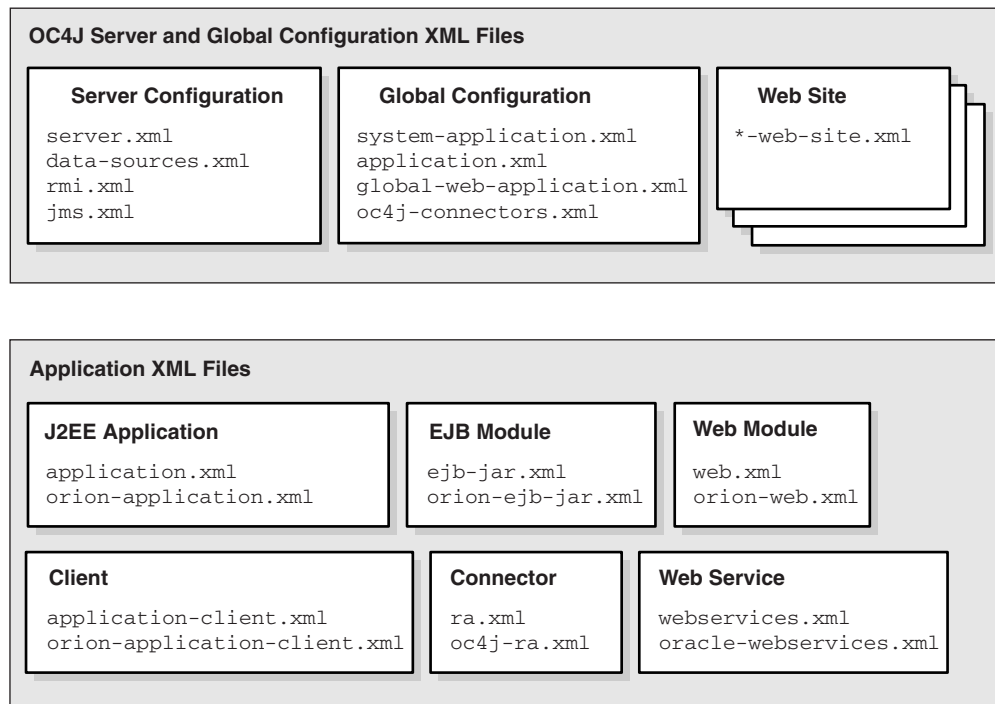 OC4J Server and Global Configuration XML Files
Server Configuration
server.xml
data-sources.xml
rmi.xml
jms.xml
Global Configuration
system-application.xml
application.xml
global-web-application.xml
oc4j-connectors.xml
Web Site
*-web-site.xml
Application XML Files
J2EE Application
application.xml
orion-application.xml
EJB Module
ejb-jar.xml
orion-ejb-jar.xml
Web Module
web.xml
orion-web.xml
Client
application-client.xml
orion-application-client.xml
Connector
ra.xml
oc4j-ra.xml
Web Service
webservices.xml
oracle-webservices.xml